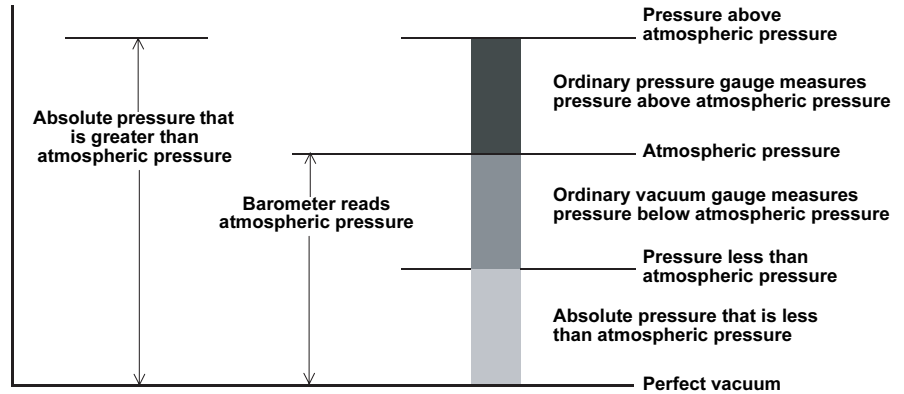 Pressure above
atmospheric pressure
Ordinary pressure gauge measures
pressure above atmospheric pressure
Absolute pressure that
is greater than
atmospheric pressure
Atmospheric pressure
Barometer reads
atmospheric pressure
Ordinary vacuum gauge measures
pressure below atmospheric pressure
Pressure less than
atmospheric pressure
Absolute pressure that is less
than atmospheric pressure
Perfect vacuum